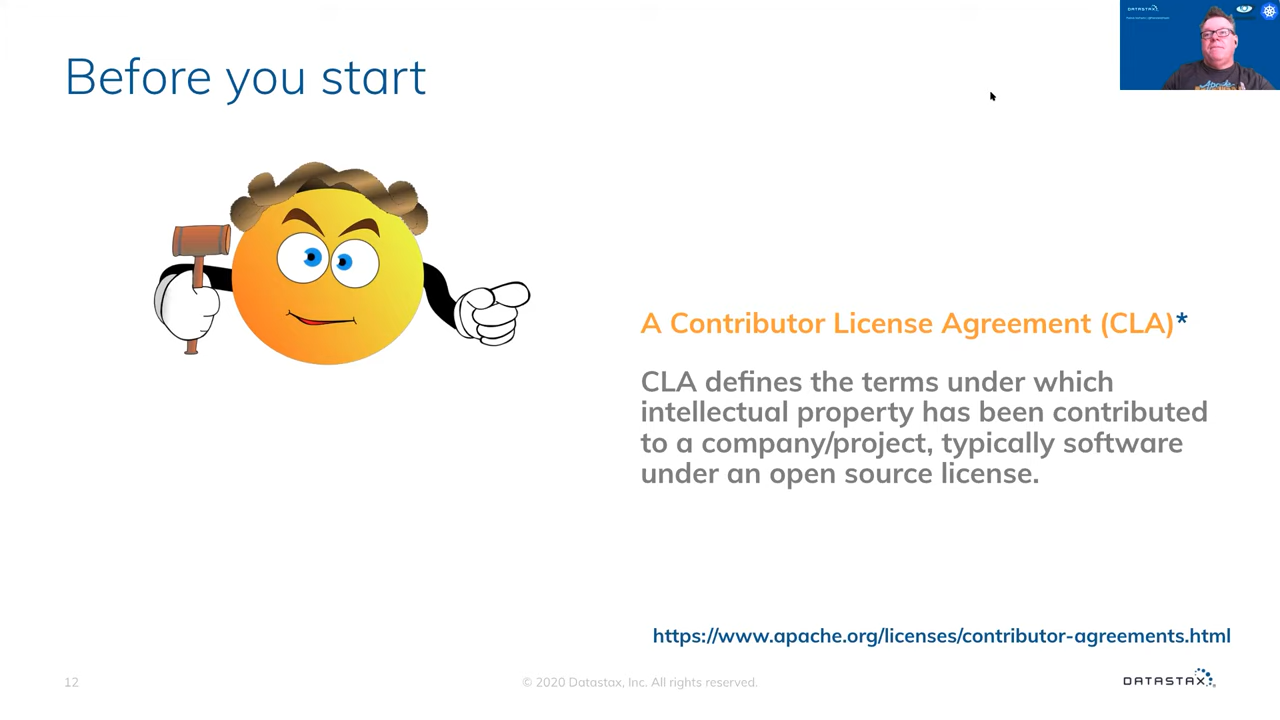 Before you start
DATASTAX
A Contributor License Agreement (CLA)*
CLA defines the terms under which
intellectual property has been contributed
to a company/project, typically software
under an open source license.
https://www.apache.org/licenses/contributor-agreements.html
12
© 2020 Datastax, Inc. All rights reserved.
DATASTAX